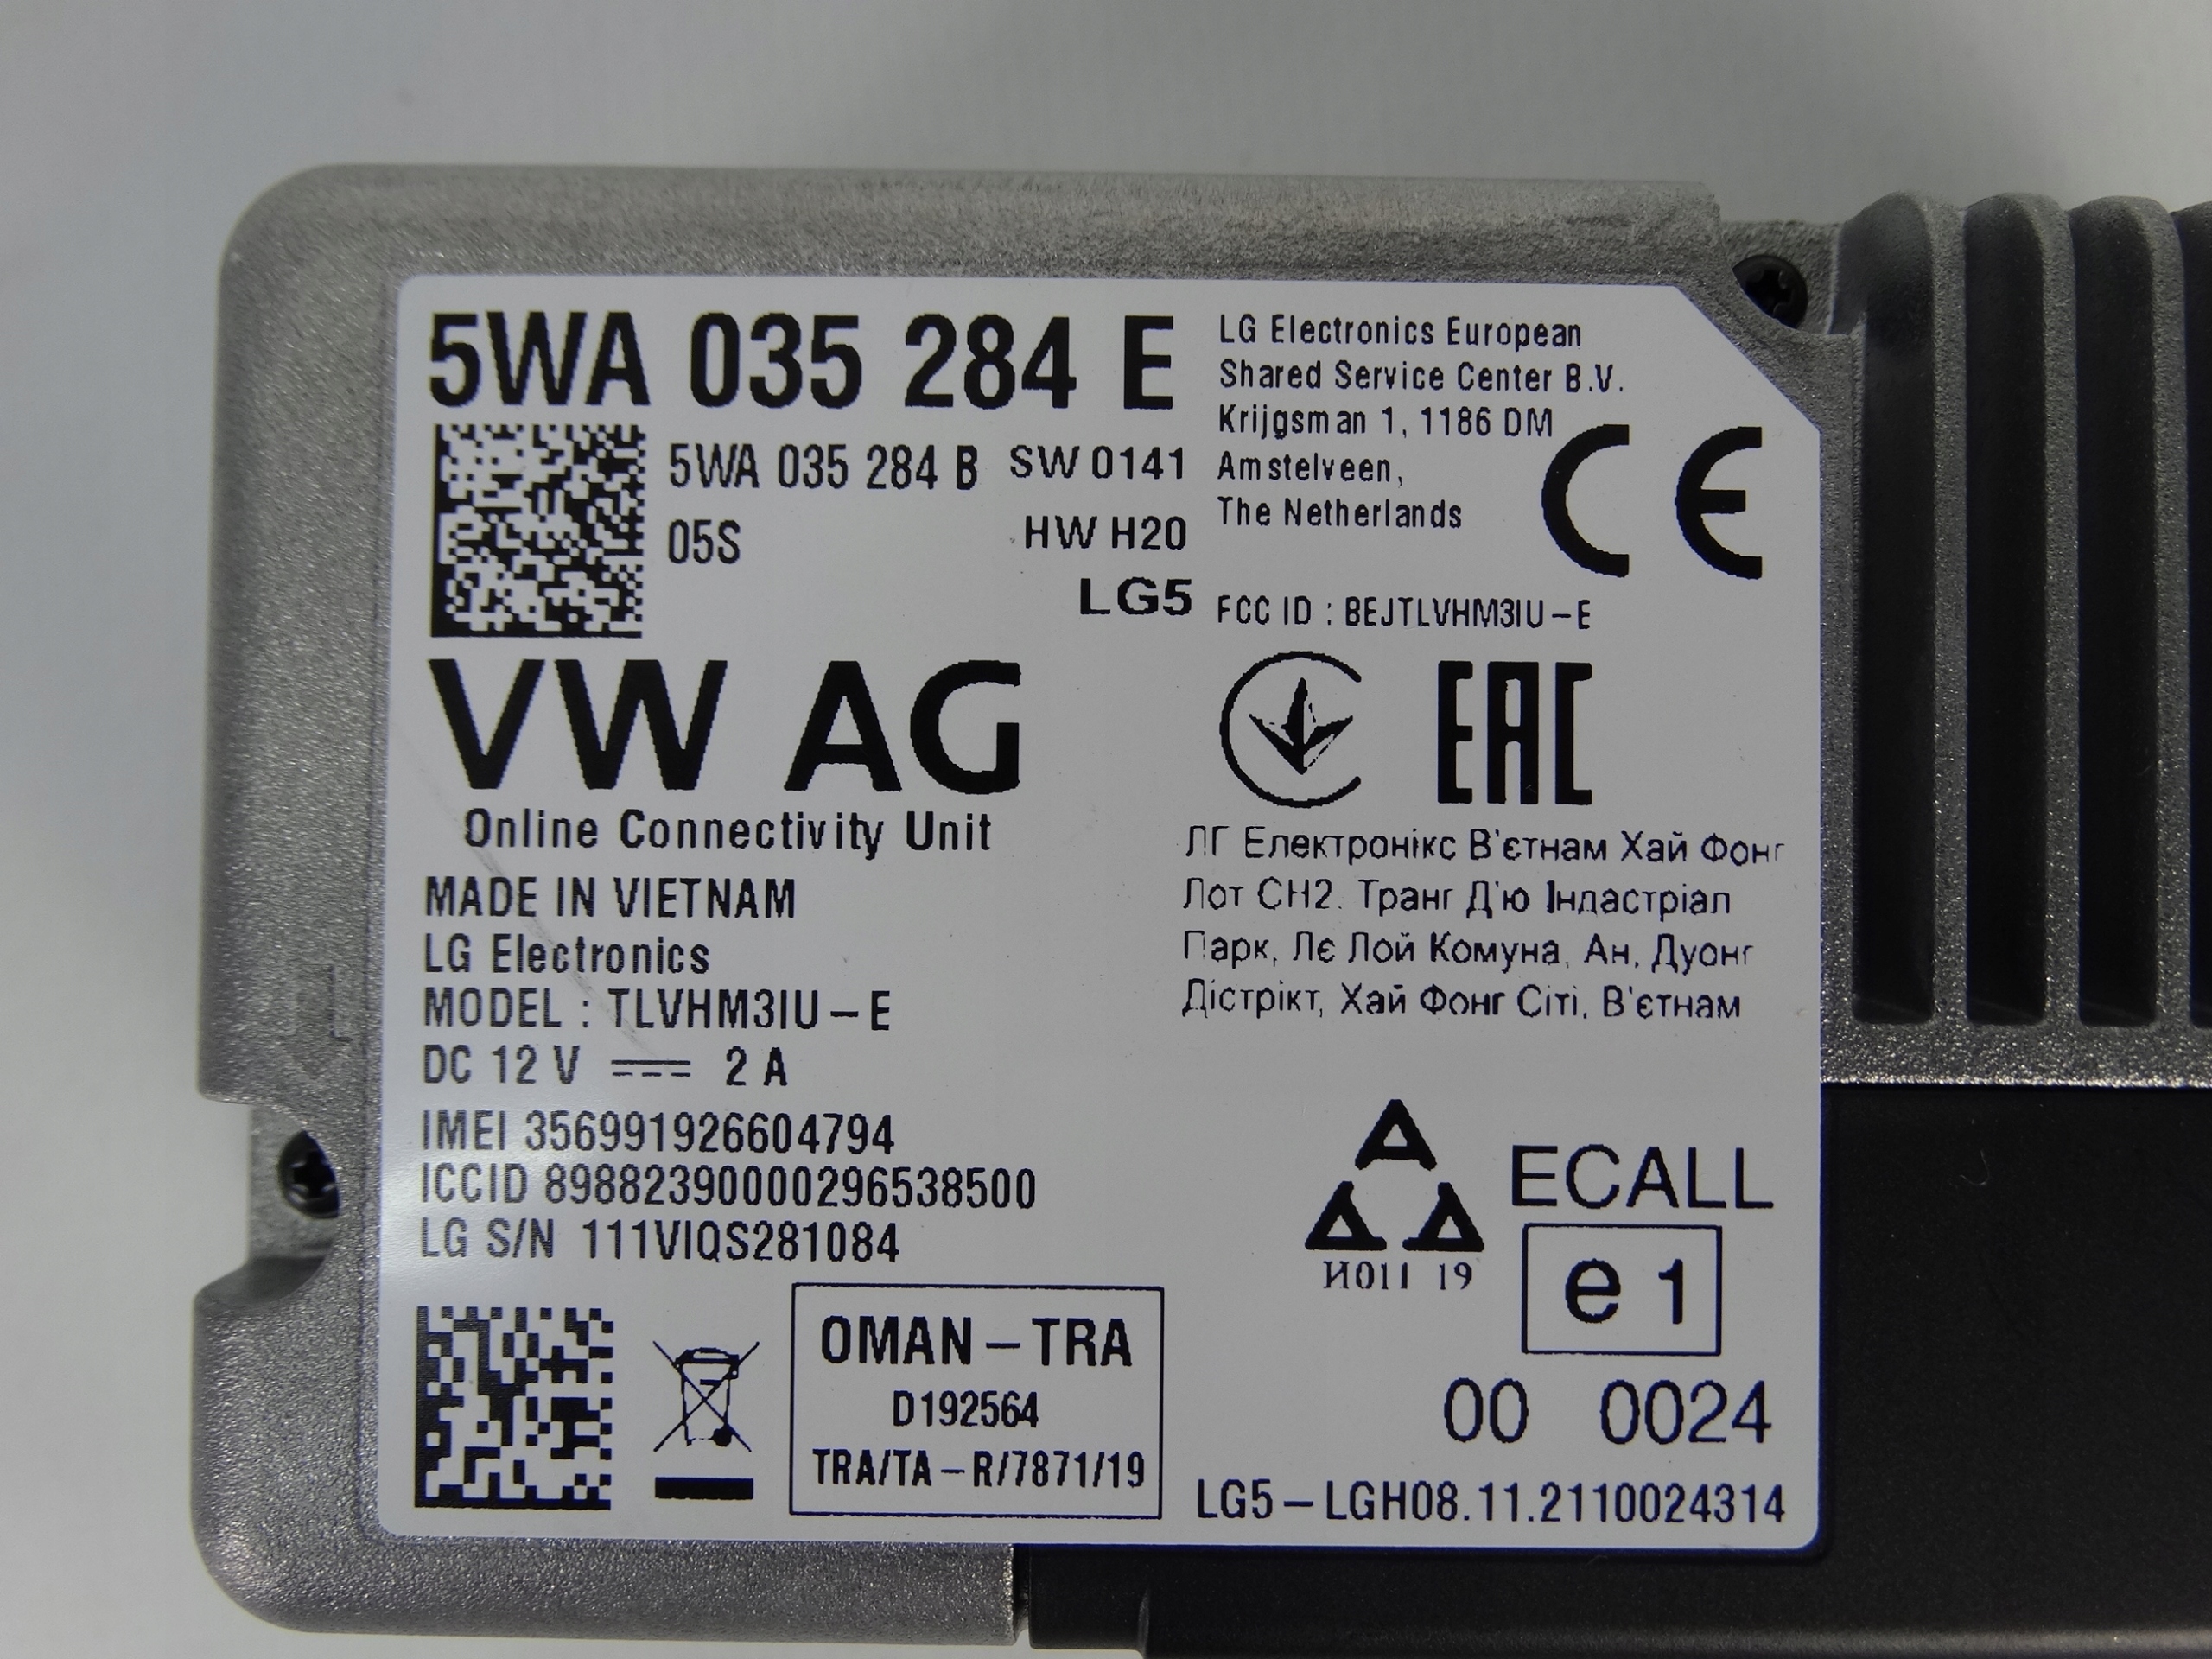 5WA 035 284 E
5WA 035 284 B SW 0141
05S HW H20
LG5
LG Electronics European
Shared Service Center B.V.
Krijgsman 1, 1186 DM
Amstelveen,
The Netherlands
CE
FCC ID : BEJTLVHM3IU-E
VW AG
Online Connectivity Unit
EAC
MADE IN VIETNAM
LG Electronics
MODEL : TLVHM3IU-E
DC 12 V 2 A
IMEI 356991926604794
ICCID 89882390000296538500
LG S/N 111VIQS281084
ЛГ Електронікс В'єтнам Хай Фонг
Лот CH2. Транг Д'ю Індастріал
Парк, Лє Лой Комуна, Ан, Дуонг
Дістрікт, Хай Фонг Сіті, В'єтнам
OMAN-TRA
D192564
TRA/TA-R/7871/19
И011 19
ECALL
e 1
00 0024
LG5-LGH08.11.2110024314